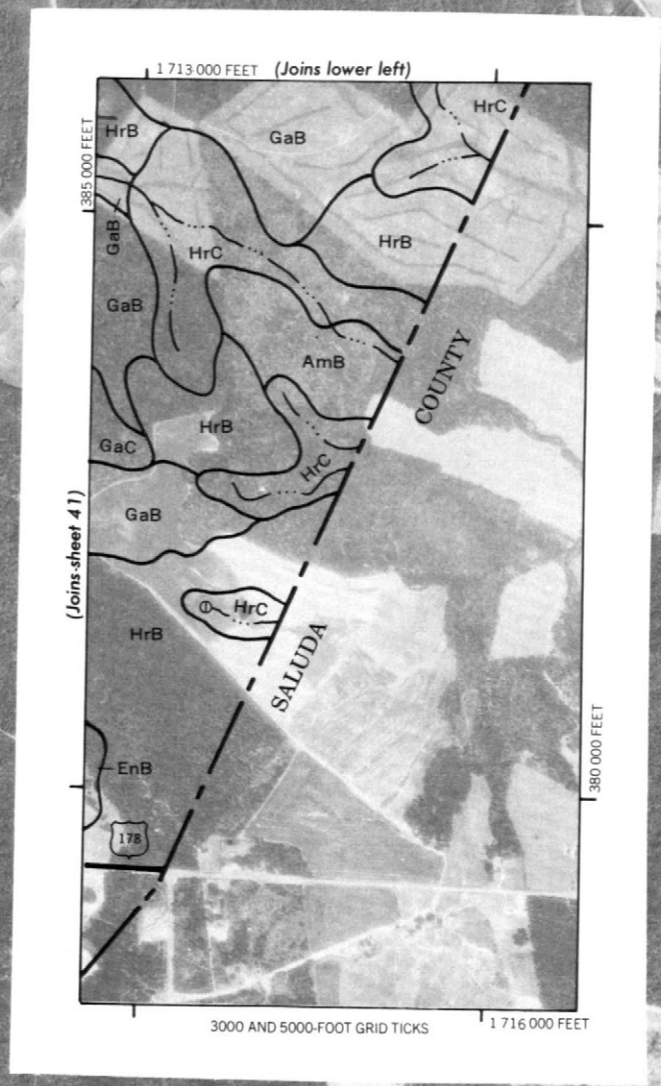 1 713 000 FEET (Joins lower left)
HrC
HrB
GaB
385 000 FEET
HrB
GaB
HrC
GaB
AmB
COUNTY
HrB
GaC
HrC
GaB
(Joins sheet 41)
HrC
HrB
SALUDA
EnB
380 000 FEET
178
3000 AND 5000-FOOT GRID TICKS
1 716 000 FEET